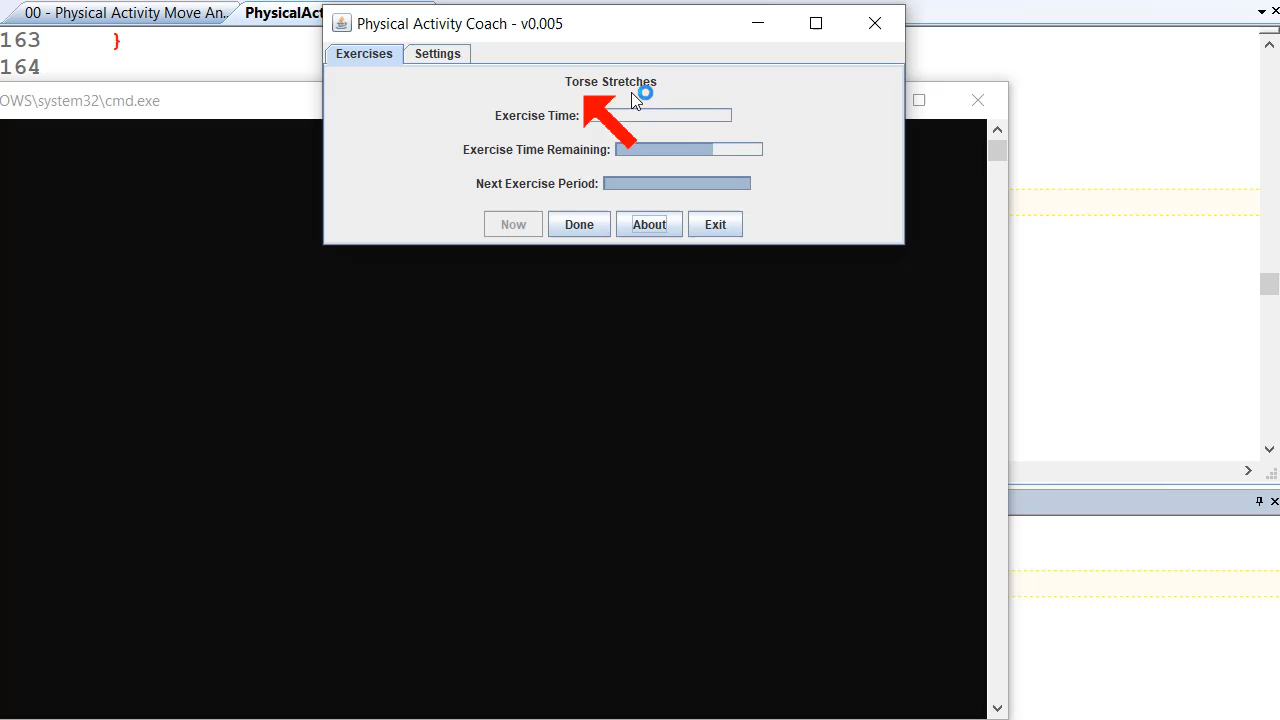 00 - Physical Activity Move An..
PhysicalAct
163 }
164
OWS\system32\cmd.exe
Physical Activity Coach - v0.005
Exercises
Settings
Torse Stretches
Exercise Time:
Exercise Time Remaining:
Next Exercise Period:
Now
Done
About
Exit